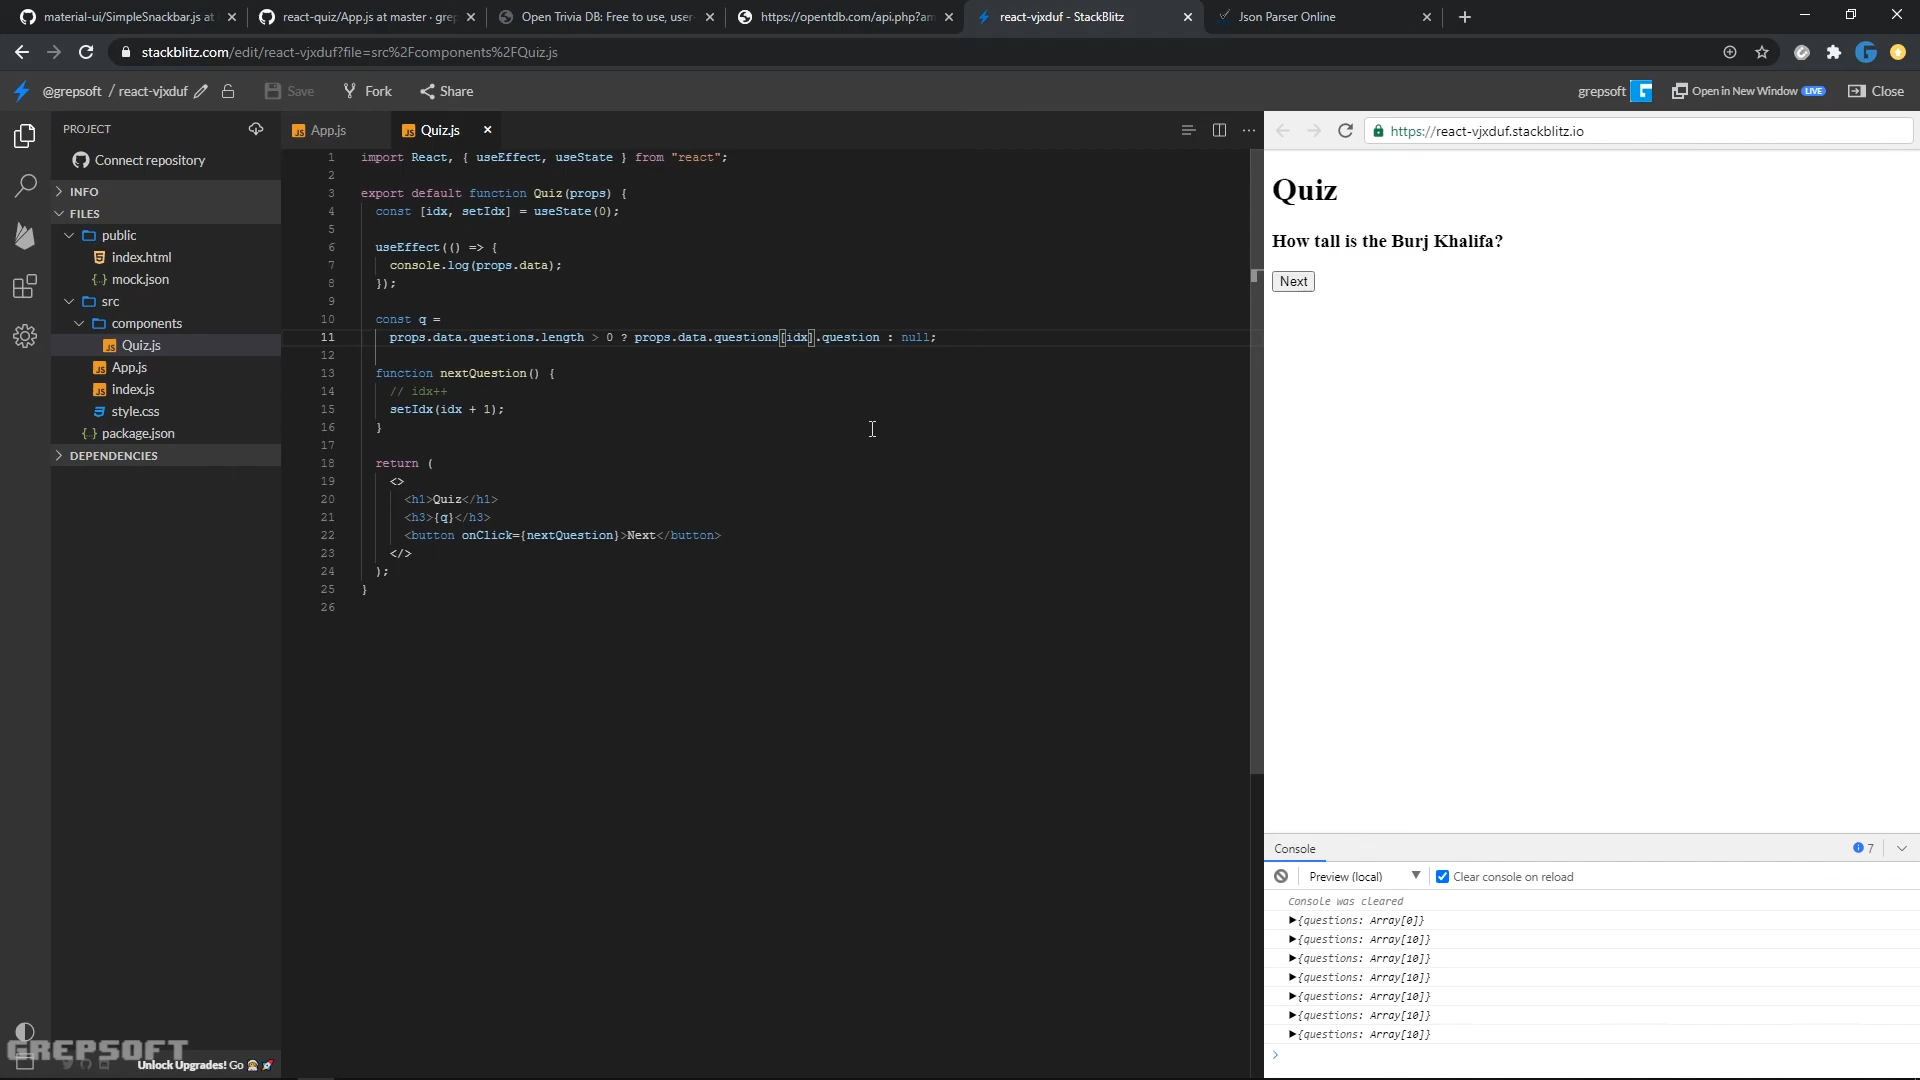 material-ui/SimpleSnackbar.js at
react-quiz/App.js at master · grep
Open Trivia DB: Free to use, user-
https://opentdb.com/api.php?am
react-vjxduf - StackBlitz
Json Parser Online
stackblitz.com/edit/react-vjxduf?file=src%2Fcomponents%2FQuiz.js
@grepsoft / react-vjxduf
Save
Fork
Share
grepsoft
Open in New Window LIVE
Close
PROJECT
Connect repository
INFO
FILES
public
index.html
mock.json
src
components
Quiz.js
App.js
index.js
style.css
package.json
DEPENDENCIES
App.js
Quiz.js
1 import React, { useEffect, useState } from "react";
2
3 export default function Quiz(props) {
4 const [idx, setIdx] = useState(0);
5
6 useEffect(() => {
7 console.log(props.data);
8 });
9
10 const q =
11 props.data.questions.length > 0 ? props.data.questions[idx].question : null;
12
13 function nextQuestion() {
14 // idx++
15 setIdx(idx + 1);
16 }
17
18 return (
19 <>
20 <h1>Quiz</h1>
21 <h3>{q}</h3>
22 <button onClick={nextQuestion}>Next</button>
23 </>
24 );
25 }
26
https://react-vjxduf.stackblitz.io
Quiz
How tall is the Burj Khalifa?
Next
Console
7
Preview (local)
Clear console on reload
Console was cleared
{questions: Array[0]}
{questions: Array[10]}
{questions: Array[10]}
{questions: Array[10]}
{questions: Array[10]}
{questions: Array[10]}
{questions: Array[10]}
GREPSOFT
Unlock Upgrades! Go